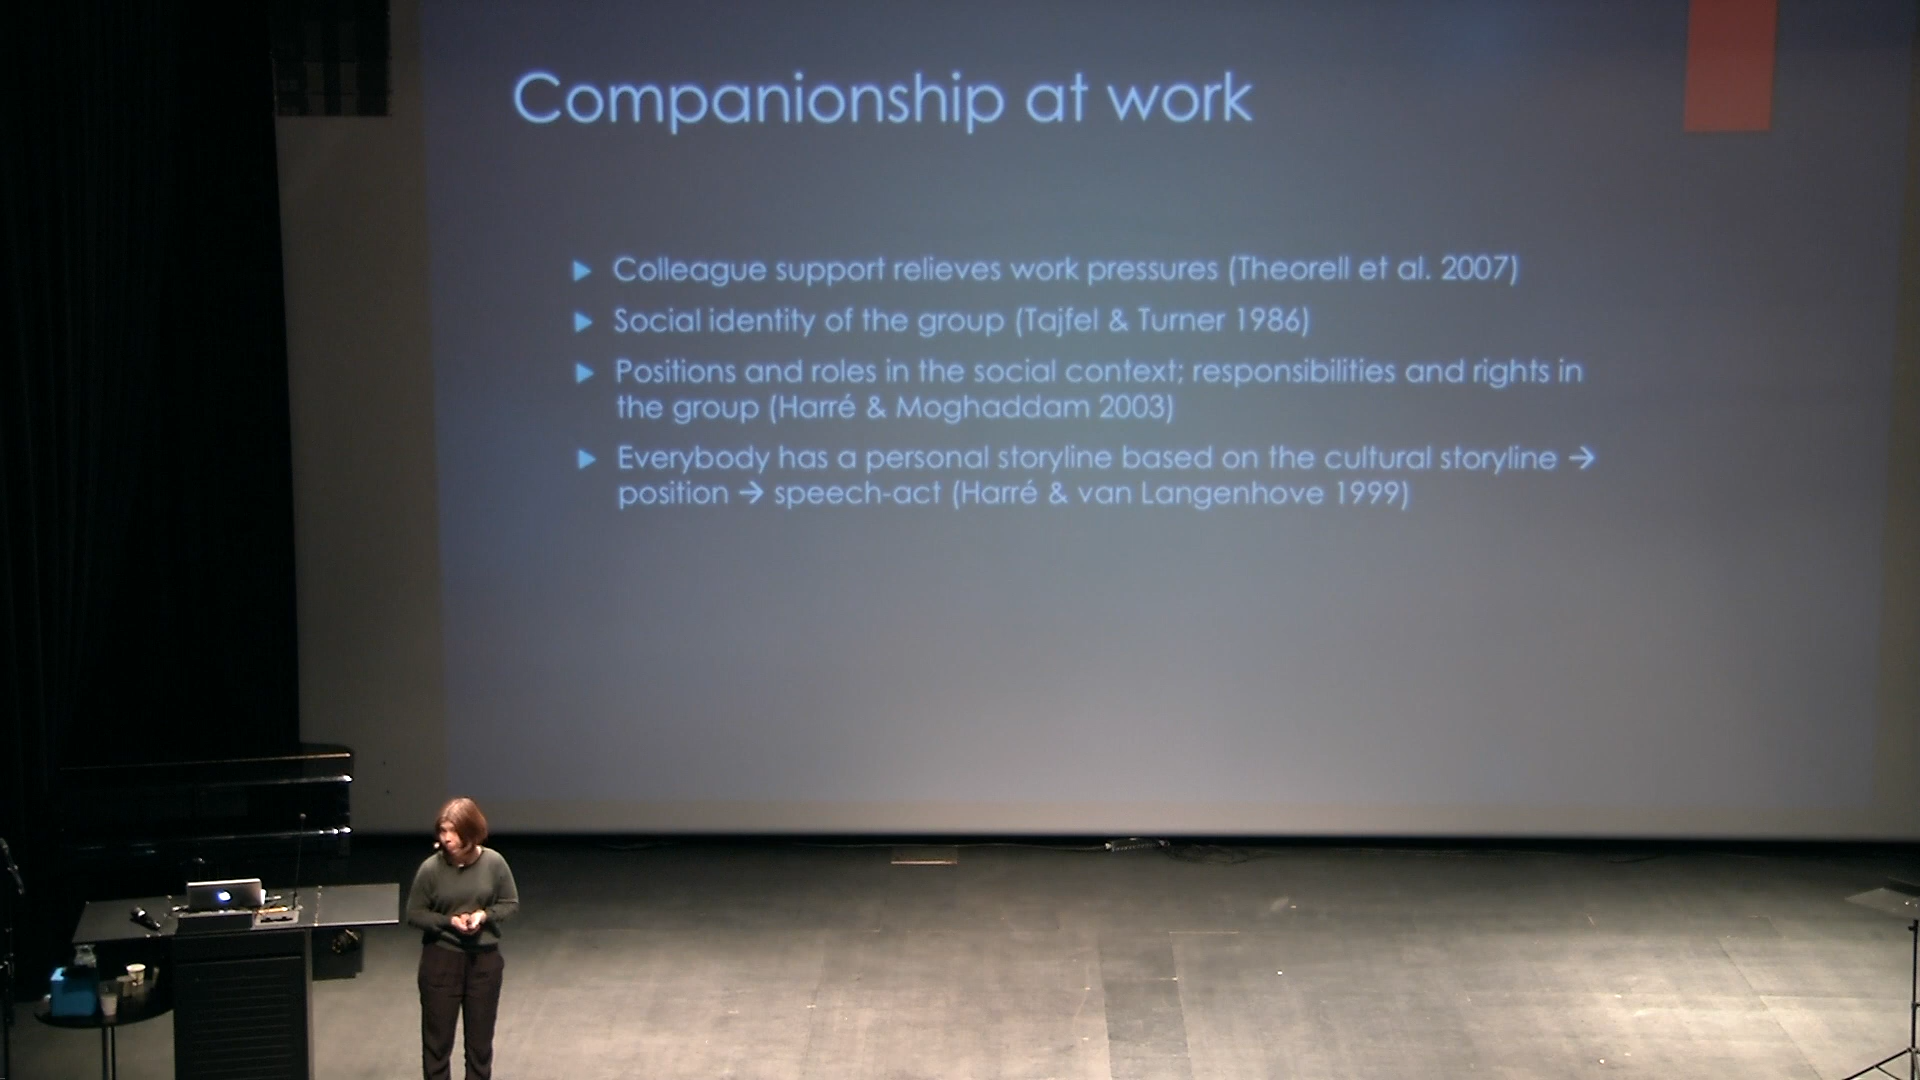 Companionship at work
▶ Colleague support relieves work pressures (Theorell et al. 2007)
▶ Social identity of the group (Tajfel & Turner 1986)
▶ Positions and roles in the social context; responsibilities and rights in
the group (Harré & Moghaddam 2003)
▶ Everybody has a personal storyline based on the cultural storyline →
position → speech-act (Harré & van Langenhove 1999)